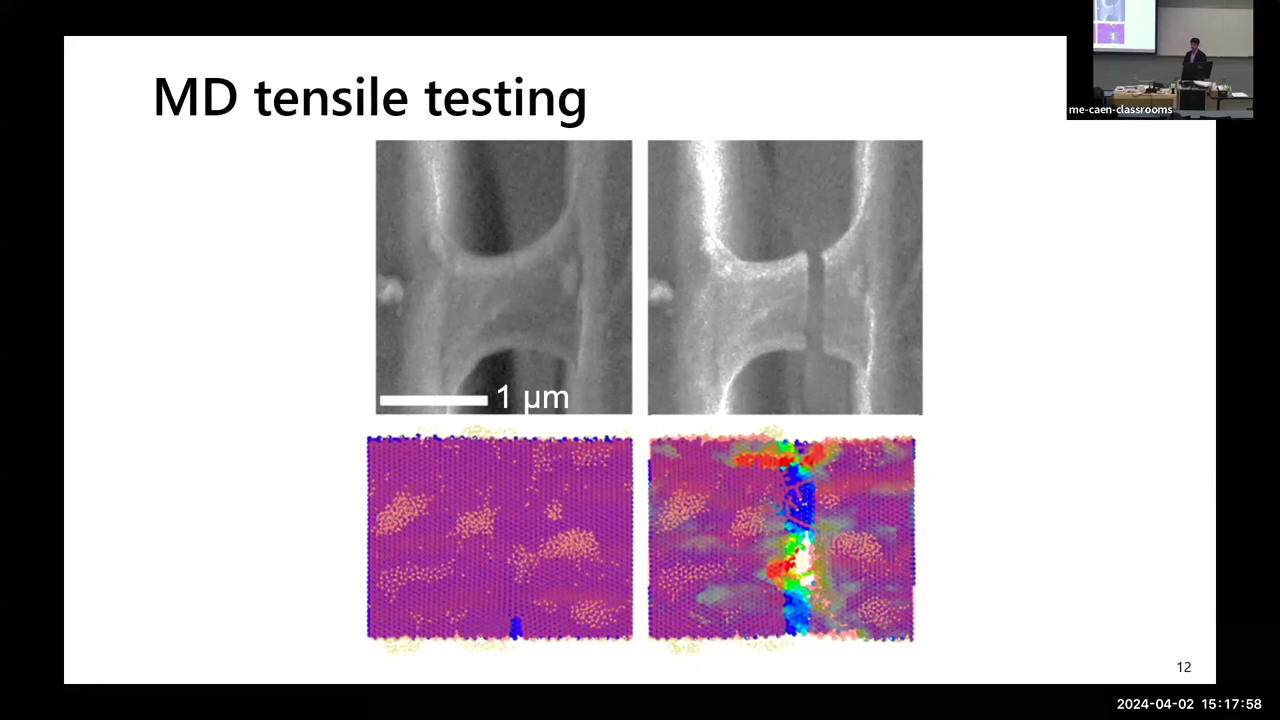 MD tensile testing
me-caen-classrooms
1 µm
12
2024-04-02 15:17:58